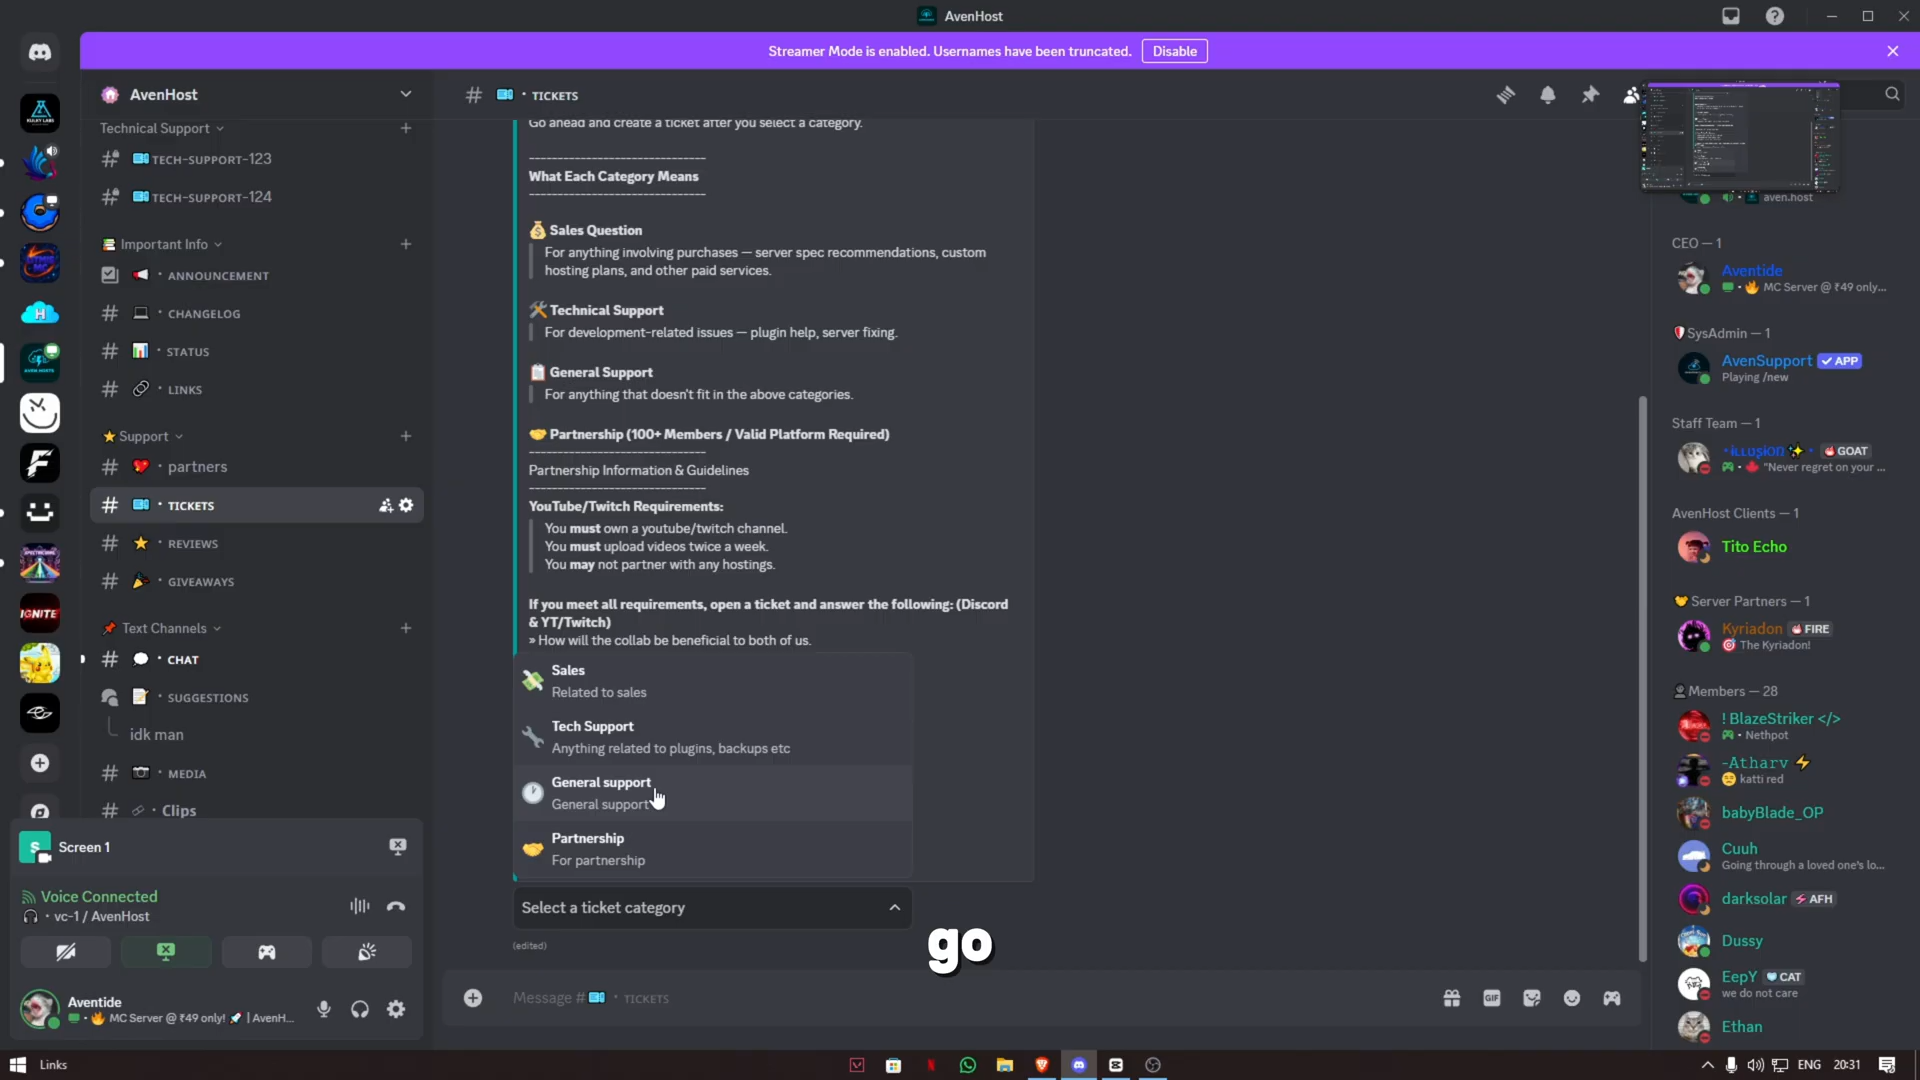 AvenHost
Streamer Mode is enabled. Usernames have been truncated.
Disable
AvenHost
Technical Support
TECH-SUPPORT-123
TECH-SUPPORT-124
Important Info
ANNOUNCEMENT
CHANGELOG
STATUS
LINKS
Support
partners
TICKETS
REVIEWS
GIVEAWAYS
Text Channels
CHAT
SUGGESTIONS
idk man
MEDIA
Clips
IGNITE
S
Screen 1
Voice Connected
vc-1 / AvenHost
Aventide
MC Server @ ₹49 only! 🚀 | AvenH...
# 🎟️ · TICKETS
Go ahead and create a ticket after you select a category.
-------------------------------
What Each Category Means
-------------------------------
💰 Sales Question
For anything involving purchases — server spec recommendations, custom
hosting plans, and other paid services.
🛠️ Technical Support
For development-related issues — plugin help, server fixing.
📋 General Support
For anything that doesn't fit in the above categories.
🤝 Partnership (100+ Members / Valid Platform Required)
-------------------------------
Partnership Information & Guidelines
-------------------------------
YouTube/Twitch Requirements:
You must own a youtube/twitch channel.
You must upload videos twice a week.
You may not partner with any hostings.
If you meet all requirements, open a ticket and answer the following: (Discord
& YT/Twitch)
» How will the collab be beneficial to both of us.
Sales
Related to sales
Tech Support
Anything related to plugins, backups etc
General support
General support
Partnership
For partnership
Select a ticket category
(edited)
go
Message # 🎟️ · TICKETS
GIF
aven.host
CEO — 1
Aventide
MC Server @ ₹49 only...
SysAdmin — 1
AvenSupport ✓ APP
Playing /new
Staff Team — 1
·iLLUSION✨· GOAT
"Never regret on your ...
AvenHost Clients — 1
Tito Echo
Server Partners — 1
Kyriadon FIRE
The Kyriadon!
Members — 28
! BlazeStriker </>
Nethpot
-Atharv ⚡
katti red
babyBlade_OP
Cuuh
Going through a loved one's lo...
darksolar AFH
Dussy
EepY CAT
we do not care
Ethan
Links
ENG
20:31